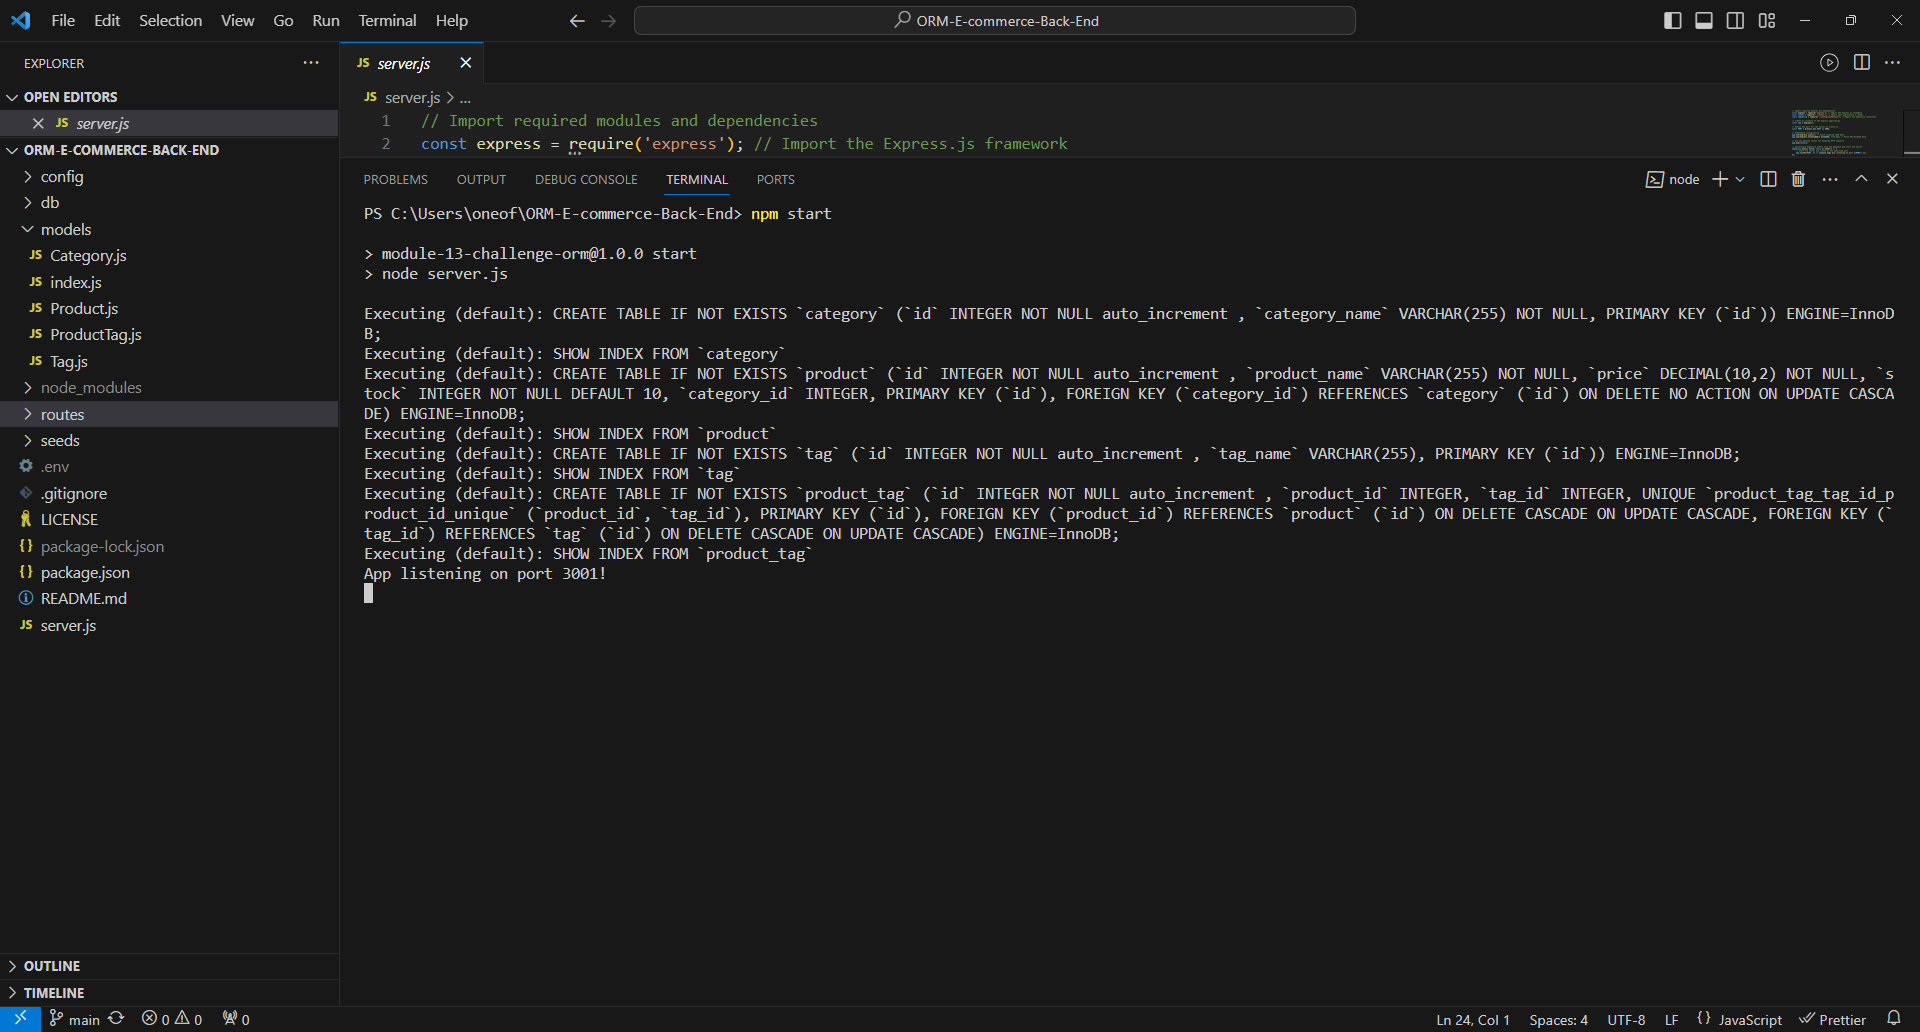 File Edit Selection View Go Run Terminal Help
ORM-E-commerce-Back-End
EXPLORER
OPEN EDITORS
JS server.js
ORM-E-COMMERCE-BACK-END
config
db
models
JS Category.js
JS index.js
JS Product.js
JS ProductTag.js
JS Tag.js
node_modules
routes
seeds
.env
.gitignore
LICENSE
{} package-lock.json
{} package.json
README.md
JS server.js
OUTLINE
TIMELINE
JS server.js
JS server.js > ...
1 // Import required modules and dependencies
2 const express = require('express'); // Import the Express.js framework
PROBLEMS OUTPUT DEBUG CONSOLE TERMINAL PORTS
node
PS C:\Users\oneof\ORM-E-commerce-Back-End> npm start
> module-13-challenge-orm@1.0.0 start
> node server.js
Executing (default): CREATE TABLE IF NOT EXISTS `category` (`id` INTEGER NOT NULL auto_increment , `category_name` VARCHAR(255) NOT NULL, PRIMARY KEY (`id`)) ENGINE=InnoD
B;
Executing (default): SHOW INDEX FROM `category`
Executing (default): CREATE TABLE IF NOT EXISTS `product` (`id` INTEGER NOT NULL auto_increment , `product_name` VARCHAR(255) NOT NULL, `price` DECIMAL(10,2) NOT NULL, `s
tock` INTEGER NOT NULL DEFAULT 10, `category_id` INTEGER, PRIMARY KEY (`id`), FOREIGN KEY (`category_id`) REFERENCES `category` (`id`) ON DELETE NO ACTION ON UPDATE CASCA
DE) ENGINE=InnoDB;
Executing (default): SHOW INDEX FROM `product`
Executing (default): CREATE TABLE IF NOT EXISTS `tag` (`id` INTEGER NOT NULL auto_increment , `tag_name` VARCHAR(255), PRIMARY KEY (`id`)) ENGINE=InnoDB;
Executing (default): SHOW INDEX FROM `tag`
Executing (default): CREATE TABLE IF NOT EXISTS `product_tag` (`id` INTEGER NOT NULL auto_increment , `product_id` INTEGER, `tag_id` INTEGER, UNIQUE `product_tag_tag_id_p
roduct_id_unique` (`product_id`, `tag_id`), PRIMARY KEY (`id`), FOREIGN KEY (`product_id`) REFERENCES `product` (`id`) ON DELETE CASCADE ON UPDATE CASCADE, FOREIGN KEY (`
tag_id`) REFERENCES `tag` (`id`) ON DELETE CASCADE ON UPDATE CASCADE) ENGINE=InnoDB;
Executing (default): SHOW INDEX FROM `product_tag`
App listening on port 3001!
main 0 0 0
Ln 24, Col 1 Spaces: 4 UTF-8 LF {} JavaScript Prettier